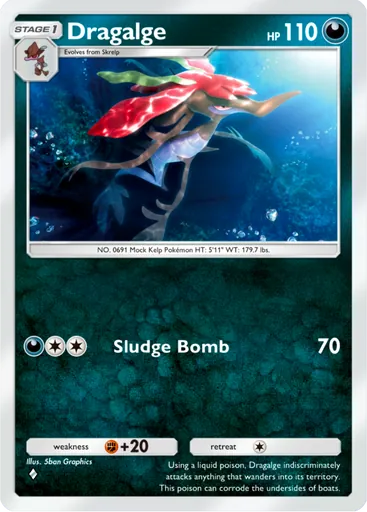 STAGE 1
Dragalge
HP 110
Evolves from Skrelp
NO. 0691 Mock Kelp Pokémon HT: 5'11" WT: 179.7 lbs.
Sludge Bomb 70
weakness +20 retreat
Illus. 5ban Graphics
Using a liquid poison, Dragalge indiscriminately
attacks anything that wanders into its territory.
This poison can corrode the undersides of boats.